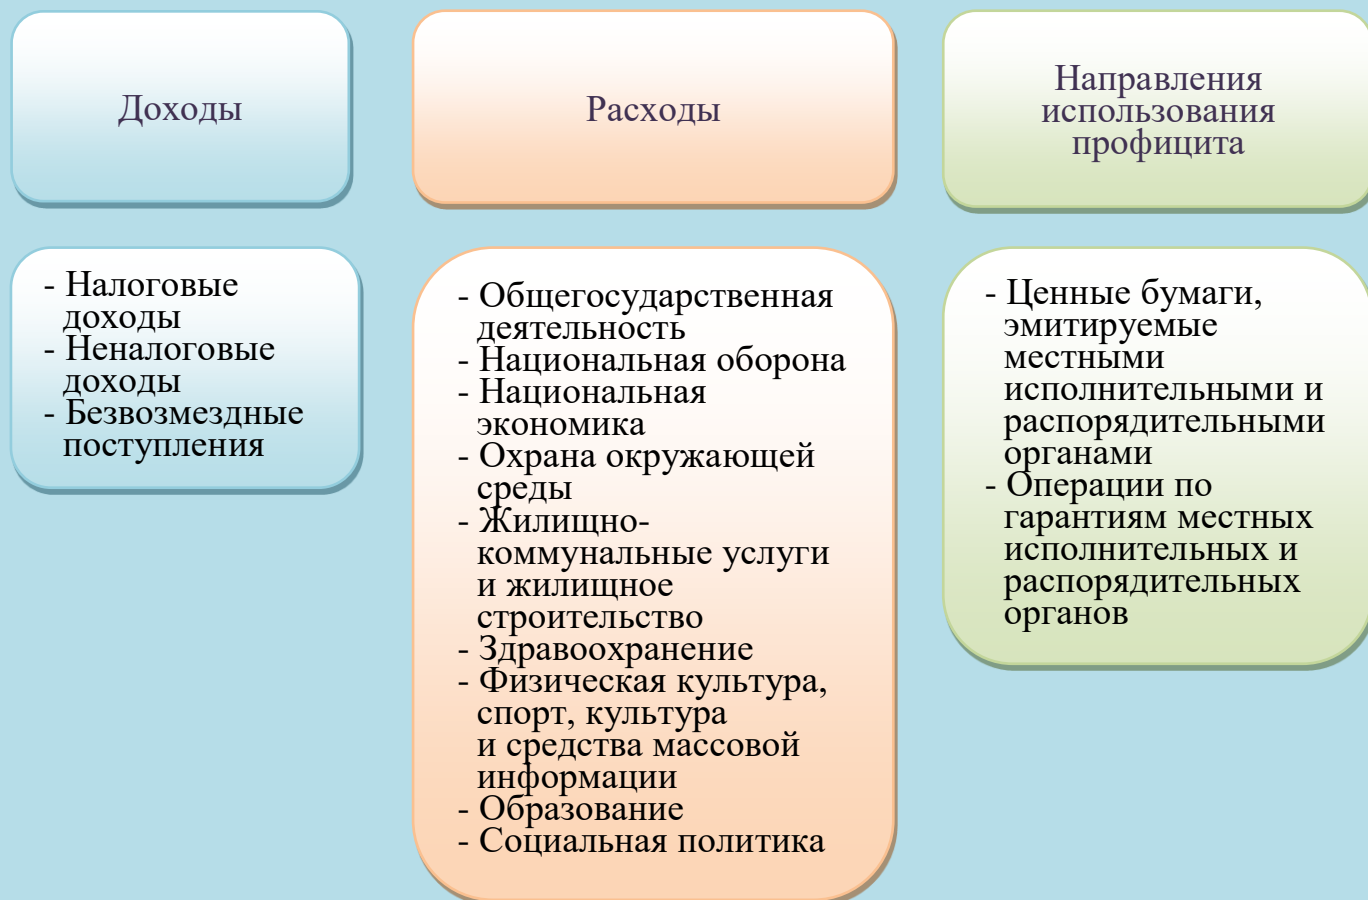 Доходы
Расходы
Направления
использования
профицита
- Налоговые
доходы
- Неналоговые
доходы
- Безвозмездные
поступления
- Общегосударственная
деятельность
- Национальная оборона
- Национальная
экономика
- Охрана окружающей
среды
- Жилищно-
коммунальные услуги
и жилищное
строительство
- Здравоохранение
- Физическая культура,
спорт, культура
и средства массовой
информации
- Образование
- Социальная политика
- Ценные бумаги,
эмитируемые
местными
исполнительными и
распорядительными
органами
- Операции по
гарантиям местных
исполнительных и
распорядительных
органов